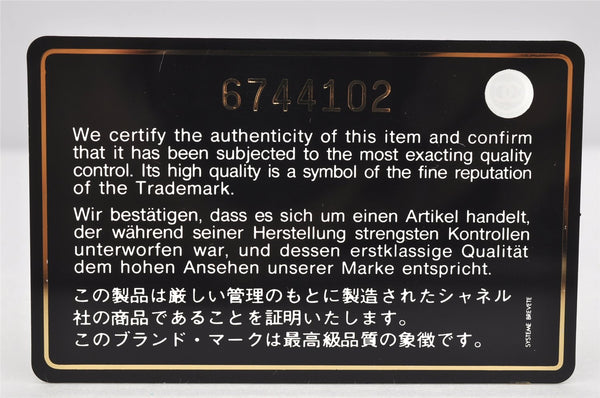 6744102
We certify the authenticity of this item and confirm
that it has been subjected to the most exacting quality
control. Its high quality is a symbol of the fine reputation
of the Trademark.
Wir bestätigen, dass es sich um einen Artikel handelt,
der während seiner Herstellung strengsten Kontrollen
unterworfen war, und dessen erstklassige Qualität
dem hohen Ansehen unserer Marke entspricht.
この製品は厳しい管理のもとに製造されたシャネル
社の商品であることを証明いたします。
このブランド・マークは最高級品質の象徴です。
SYSTEME BREVETE